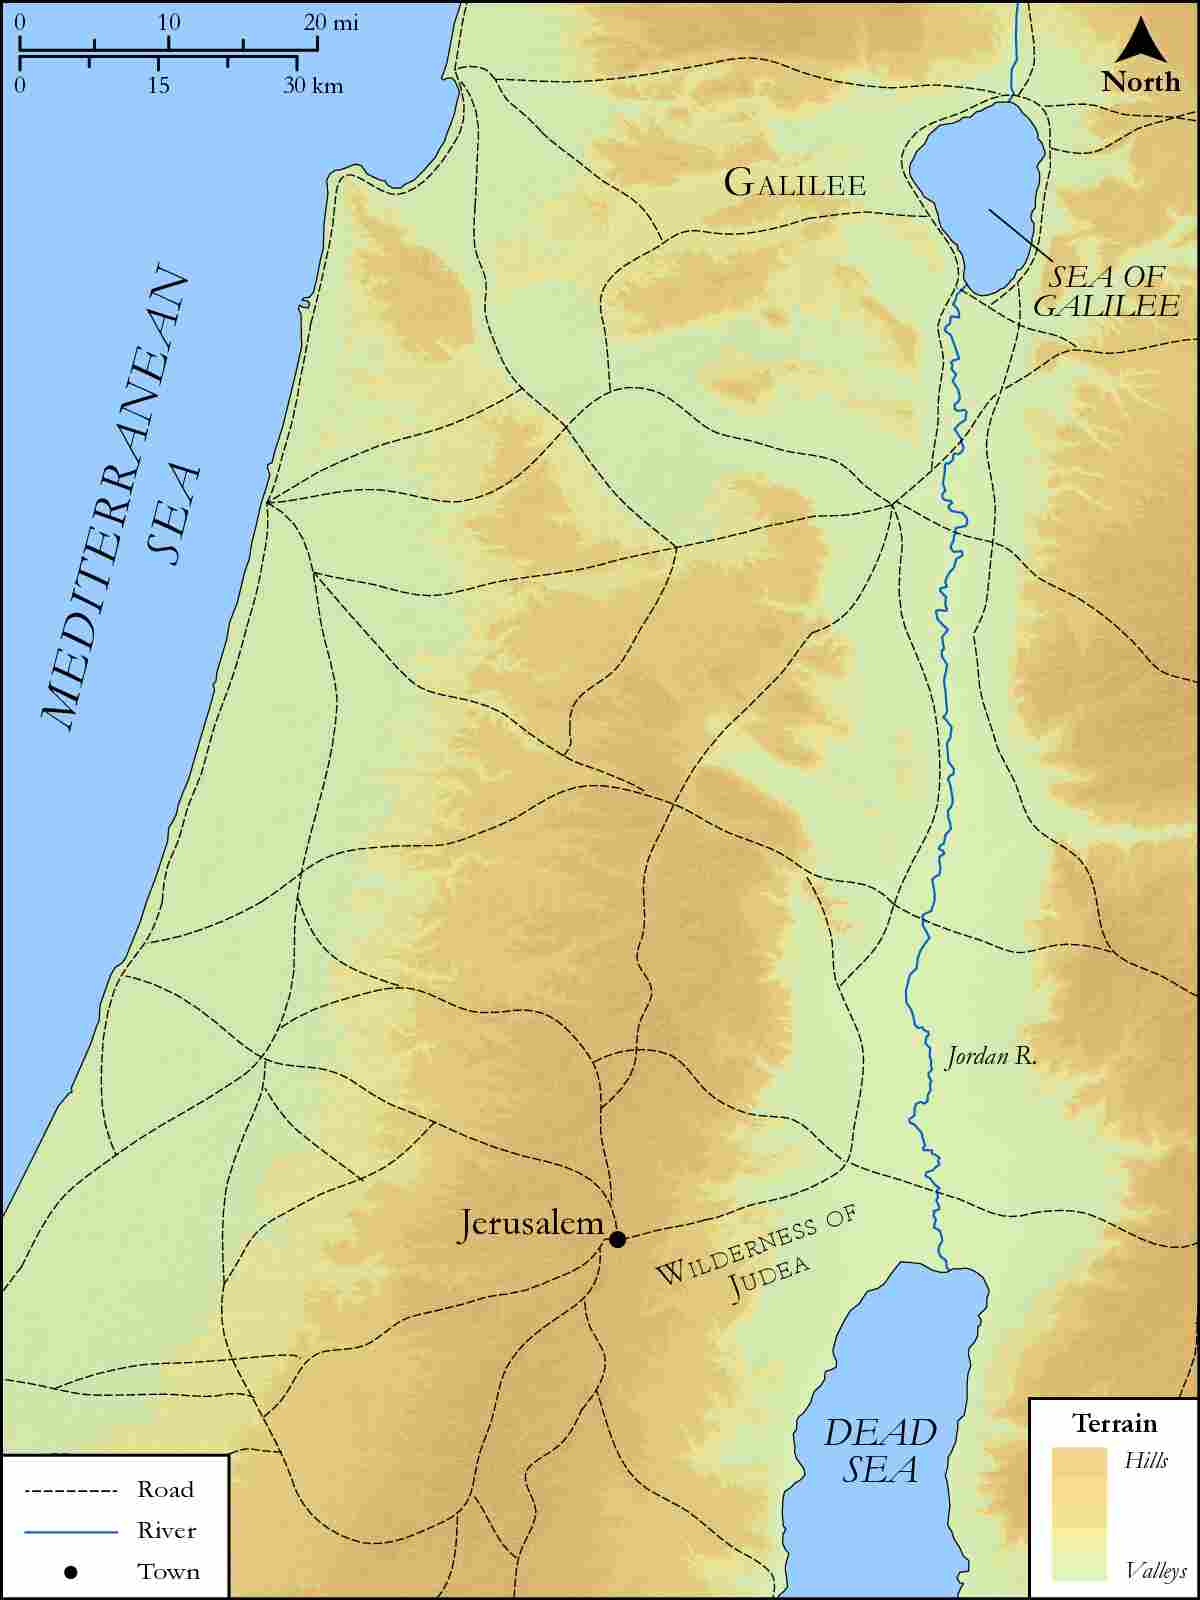 0 10 20 mi
0 15 30 km
North
GALILEE
SEA OF
GALILEE
MEDITERRANEAN
SEA
Jordan R.
Jerusalem
WILDERNESS OF
JUDEA
DEAD
SEA
Road
River
Town
Terrain
Hills
Valleys